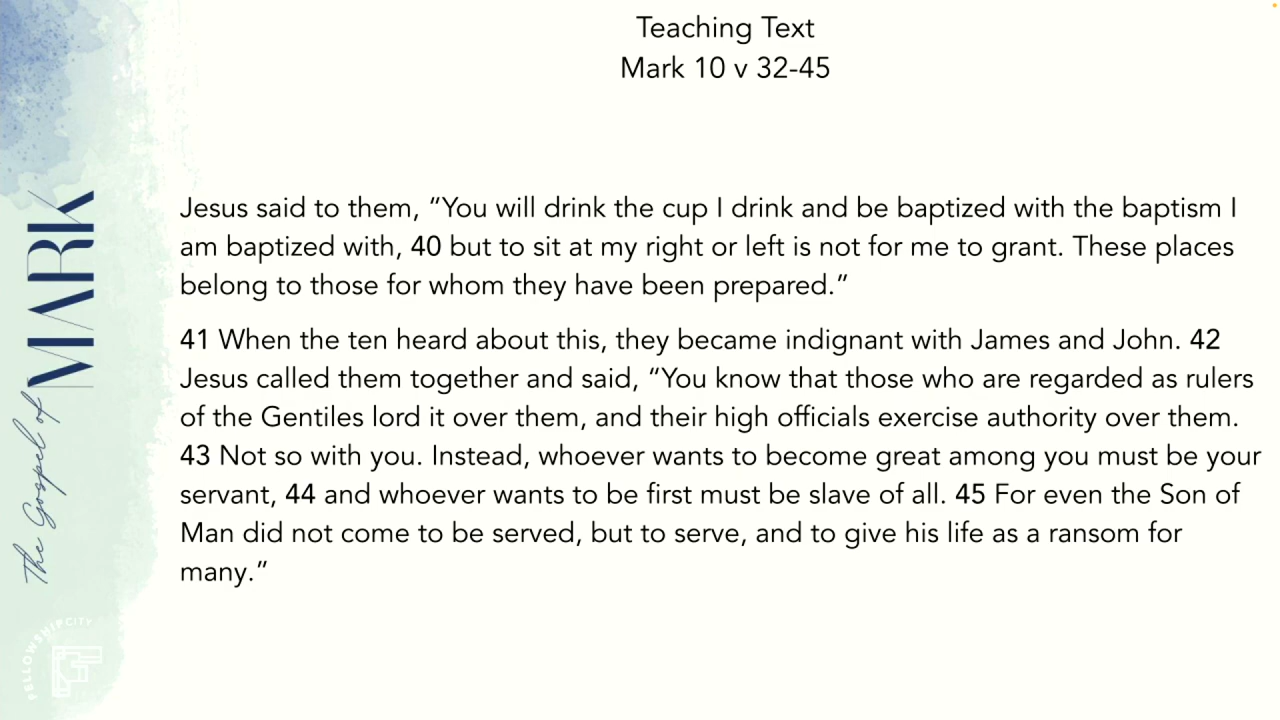 Teaching Text
Mark 10 v 32-45
Jesus said to them, “You will drink the cup I drink and be baptized with the baptism I
am baptized with, 40 but to sit at my right or left is not for me to grant. These places
belong to those for whom they have been prepared.”
41 When the ten heard about this, they became indignant with James and John. 42
Jesus called them together and said, “You know that those who are regarded as rulers
of the Gentiles lord it over them, and their high officials exercise authority over them.
43 Not so with you. Instead, whoever wants to become great among you must be your
servant, 44 and whoever wants to be first must be slave of all. 45 For even the Son of
Man did not come to be served, but to serve, and to give his life as a ransom for
many.”
The Gospel of
MARK
FELLOWSHIPCITY